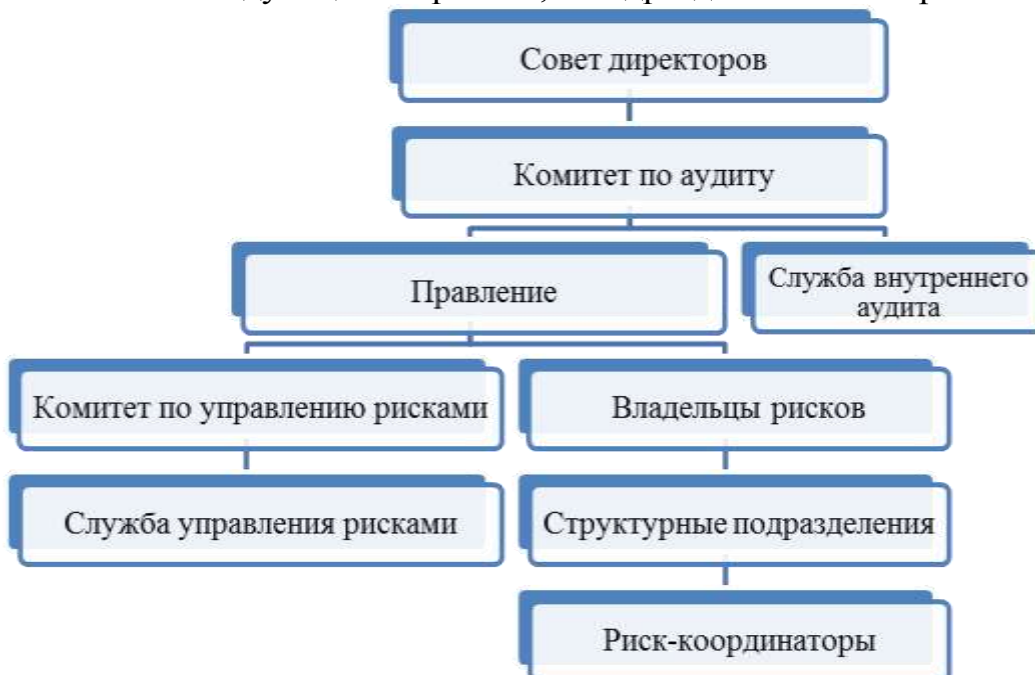 Совет директоров
Комитет по аудиту
Правление
Служба внутреннего
аудита
Комитет по управлению рисками
Владельцы рисков
Служба управления рисками
Структурные подразделения
Риск-координаторы